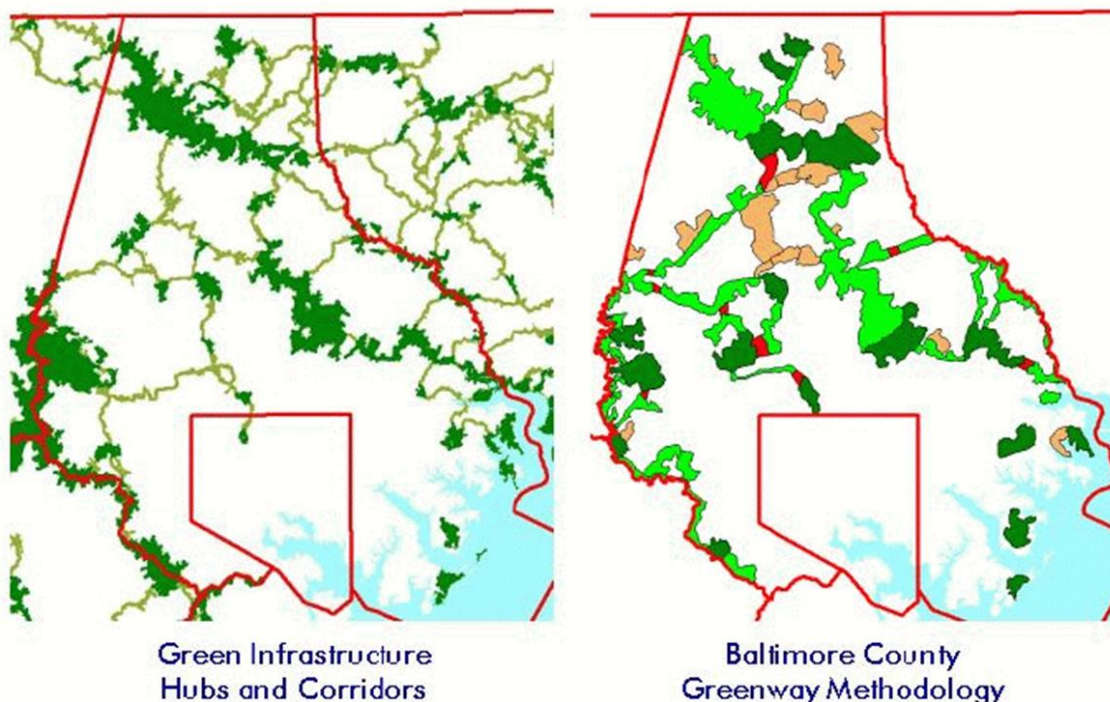 Green Infrastructure
Hubs and Corridors
Baltimore County
Greenway Methodology